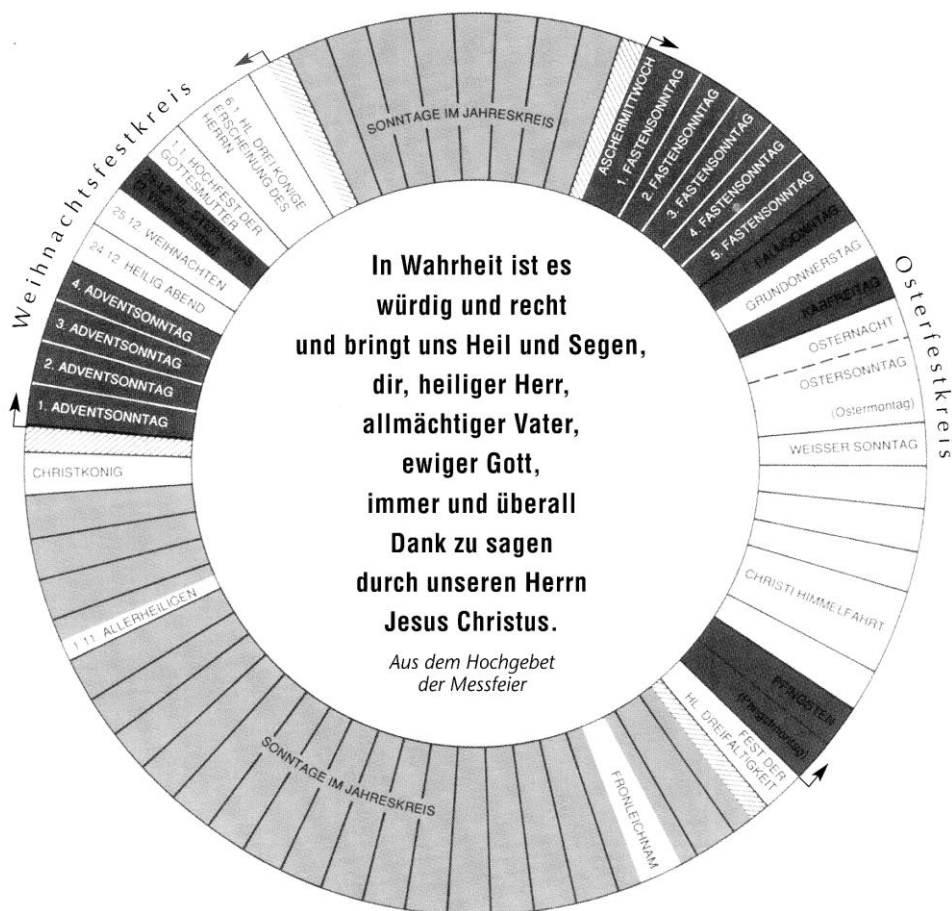 Weihnachtsfestkreis
1. ADVENTSONNTAG
2. ADVENTSONNTAG
3. ADVENTSONNTAG
4. ADVENTSONNTAG
24.12. HEILIG ABEND
25.12. WEIHNACHTEN
STEPHANUS
1.1. HOCHFEST DER
GOTTESMUTTER
6.1. HL. DREI KÖNIGE
ERSCHEINUNG DES
HERRN
SONNTAGE IM JAHRESKREIS
Osterfestkreis
ASCHERMITTWOCH
1. FASTENSONNTAG
2. FASTENSONNTAG
3. FASTENSONNTAG
4. FASTENSONNTAG
5. FASTENSONNTAG
PALMSONNTAG
GRÜNDONNERSTAG
KARFREITAG
OSTERNACHT
OSTERSONNTAG
(Ostermontag)
WEISSER SONNTAG
CHRISTI HIMMELFAHRT
PFINGSTEN
(Pfingstmontag)
FEST DER
HL. DREIFALTIGKEIT
FRONLEICHNAM
SONNTAGE IM JAHRESKREIS
1.11. ALLERHEILIGEN
CHRISTKÖNIG
In Wahrheit ist es
würdig und recht
und bringt uns Heil und Segen,
dir, heiliger Herr,
allmächtiger Vater,
ewiger Gott,
immer und überall
Dank zu sagen
durch unseren Herrn
Jesus Christus.
Aus dem Hochgebet
der Messfeier